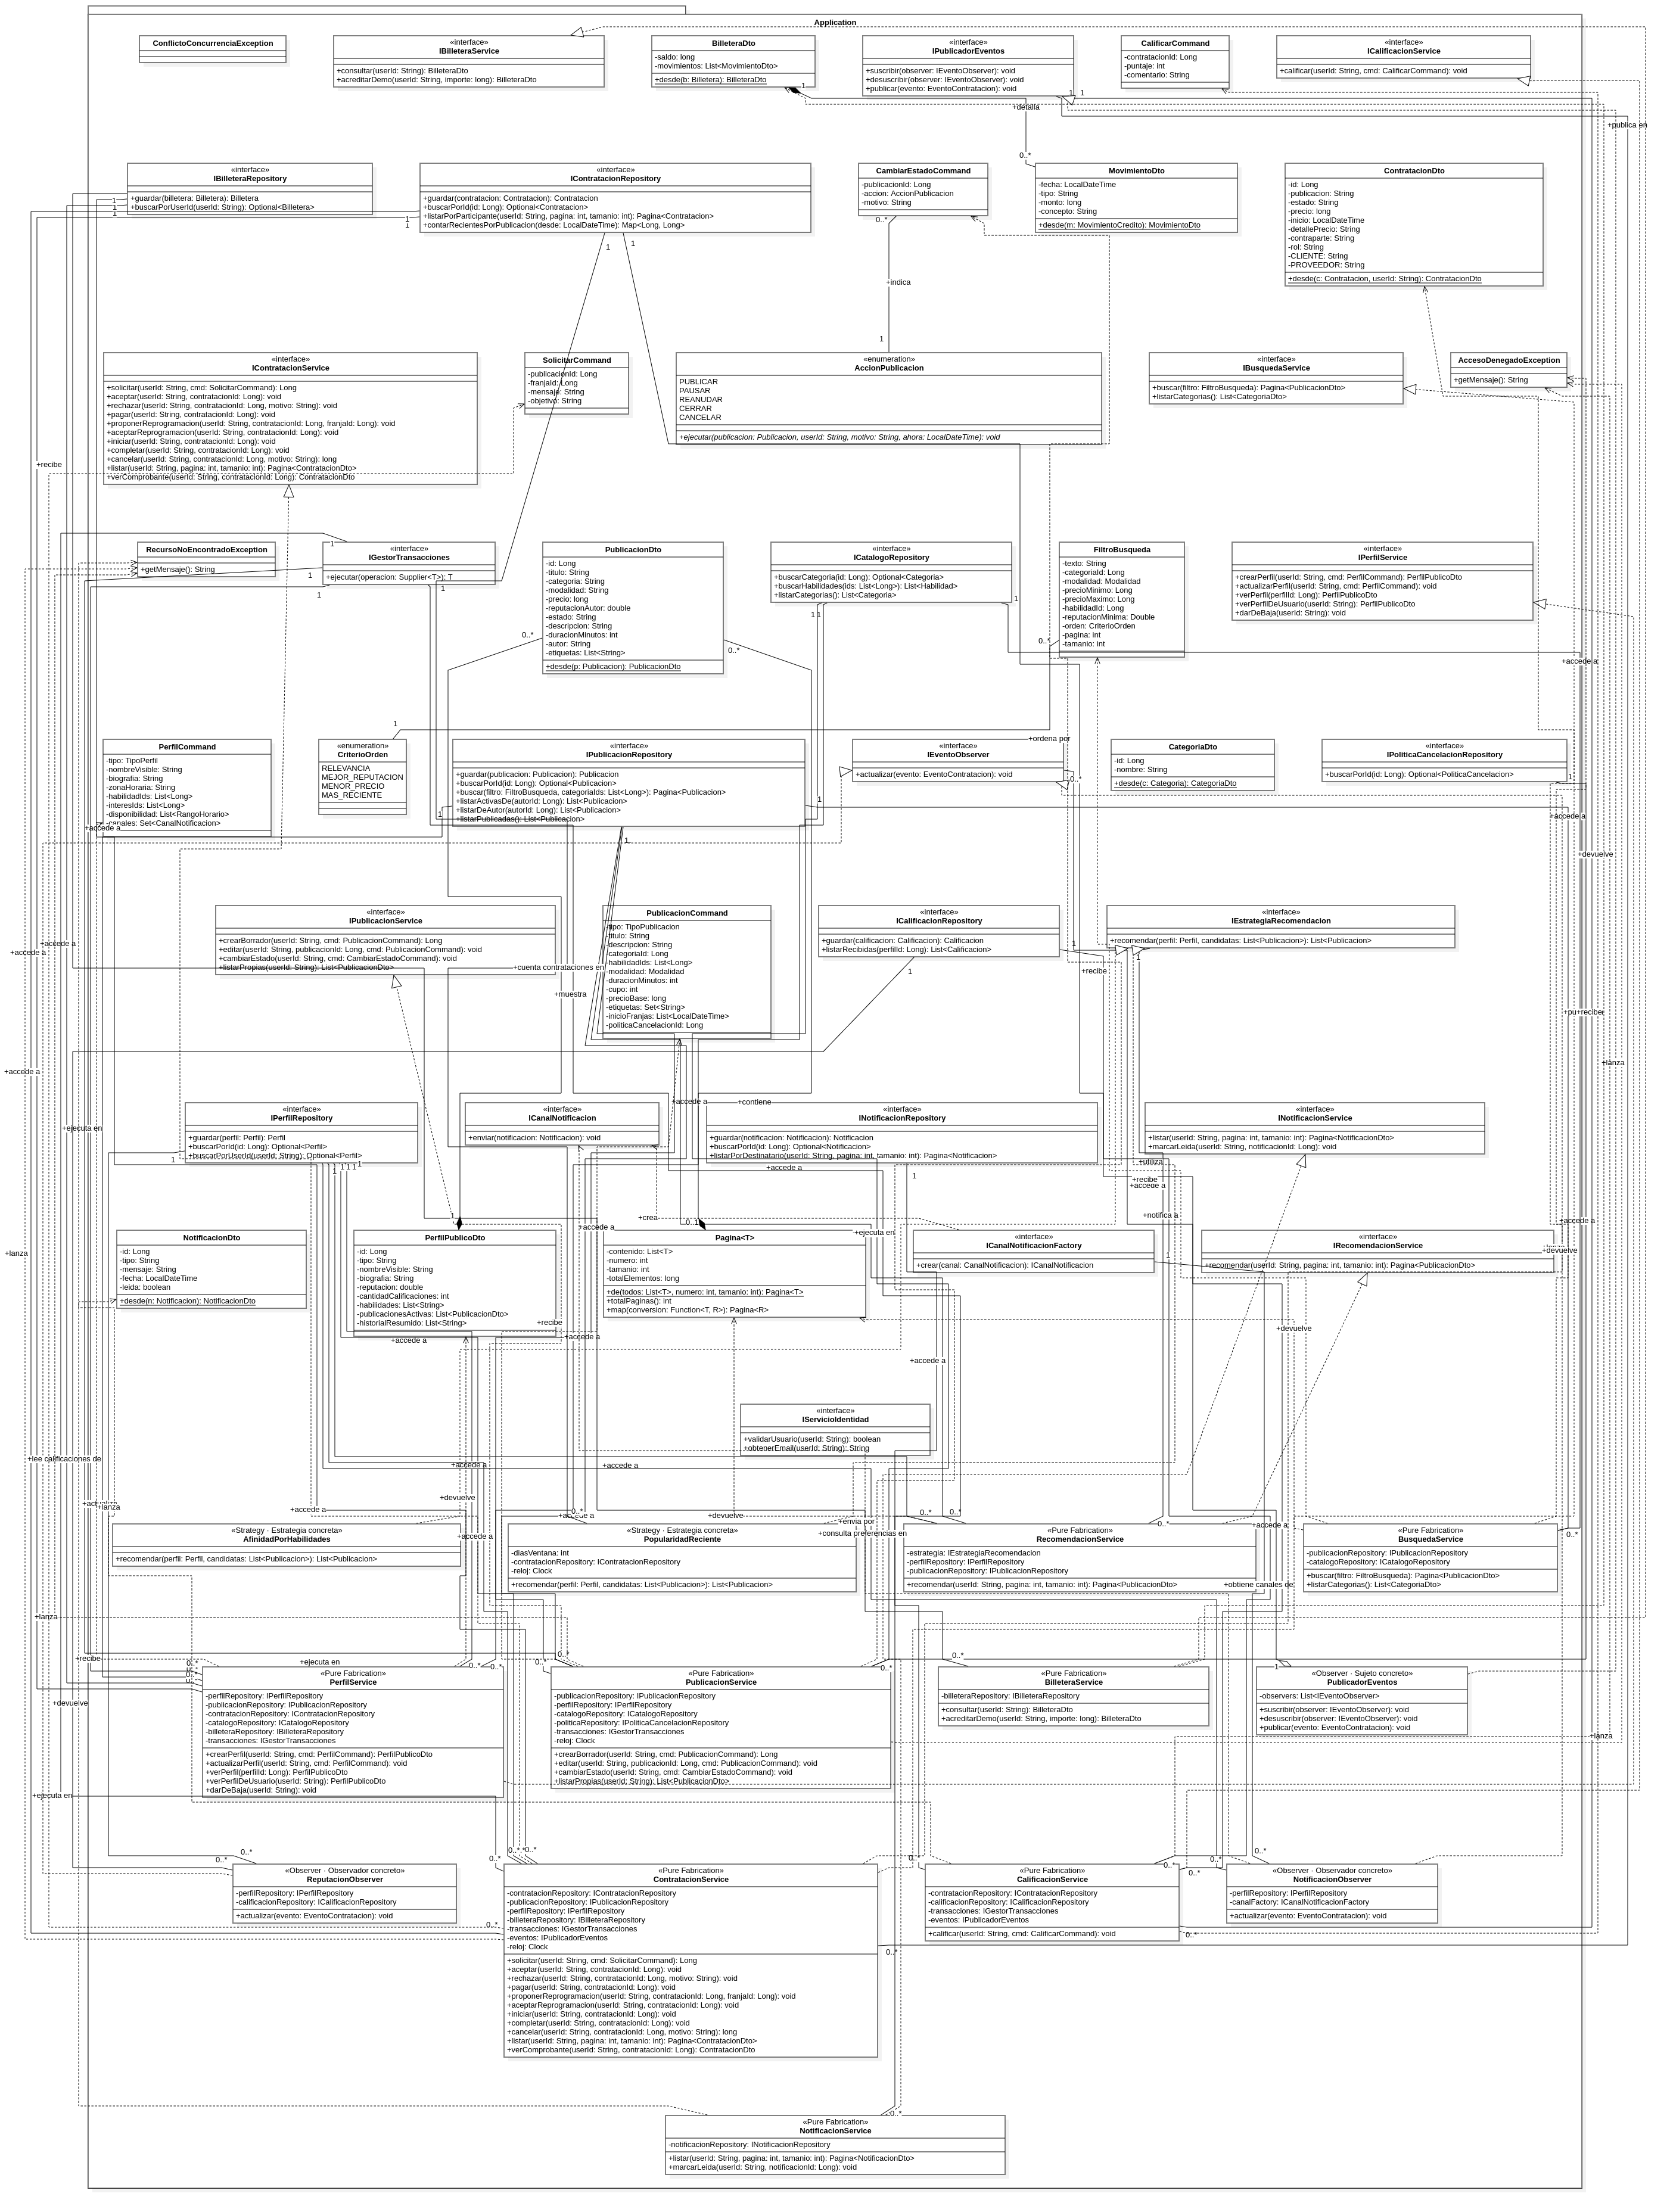 Application
ConflictoConcurrenciaException
«interface»
IBilleteraService
+consultar(userId: String): BilleteraDto
+acreditarDemo(userId: String, importe: long): BilleteraDto
BilleteraDto
-saldo: long
-movimientos: List<MovimientoDto>
+desde(b: Billetera): BilleteraDto
«interface»
IPublicadorEventos
+suscribir(observer: IEventoObserver): void
+desuscribir(observer: IEventoObserver): void
+publicar(evento: EventoContratacion): void
CalificarCommand
-contratacionId: Long
-puntaje: int
-comentario: String
«interface»
ICalificacionService
+calificar(userId: String, cmd: CalificarCommand): void
+detalla
+publica en
0..*
«interface»
IBilleteraRepository
+guardar(billetera: Billetera): Billetera
+buscarPorUserId(userId: String): Optional<Billetera>
«interface»
IContratacionRepository
+guardar(contratacion: Contratacion): Contratacion
+buscarPorId(id: Long): Optional<Contratacion>
+listarPorParticipante(userId: String, pagina: int, tamanio: int): Pagina<Contratacion>
+contarRecientesPorPublicacion(desde: LocalDateTime): Map<Long, Long>
CambiarEstadoCommand
-publicacionId: Long
-accion: AccionPublicacion
-motivo: String
MovimientoDto
-fecha: LocalDateTime
-tipo: String
-monto: long
-concepto: String
+desde(m: MovimientoCredito): MovimientoDto
ContratacionDto
-id: Long
-publicacion: String
-estado: String
-precio: long
-inicio: LocalDateTime
-detallePrecio: String
-contraparte: String
-rol: String
-CLIENTE: String
-PROVEEDOR: String
+desde(c: Contratacion, userId: String): ContratacionDto
0..*
+indica
1
«interface»
IContratacionService
+solicitar(userId: String, cmd: SolicitarCommand): Long
+aceptar(userId: String, contratacionId: Long): void
+rechazar(userId: String, contratacionId: Long, motivo: String): void
+pagar(userId: String, contratacionId: Long): void
+proponerReprogramacion(userId: String, contratacionId: Long, franjaId: Long): void
+aceptarReprogramacion(userId: String, contratacionId: Long): void
+iniciar(userId: String, contratacionId: Long): void
+completar(userId: String, contratacionId: Long): void
+cancelar(userId: String, contratacionId: Long, motivo: String): long
+listar(userId: String, pagina: int, tamanio: int): Pagina<ContratacionDto>
+verComprobante(userId: String, contratacionId: Long): ContratacionDto
SolicitarCommand
-publicacionId: Long
-franjaId: Long
-mensaje: String
-objetivo: String
«enumeration»
AccionPublicacion
PUBLICAR
PAUSAR
REANUDAR
CERRAR
CANCELAR
+ejecutar(publicacion: Publicacion, userId: String, motivo: String, ahora: LocalDateTime): void
«interface»
IBusquedaService
+buscar(filtro: FiltroBusqueda): Pagina<PublicacionDto>
+listarCategorias(): List<CategoriaDto>
AccesoDenegadoException
+getMensaje(): String
+recibe
RecursoNoEncontradoException
+getMensaje(): String
«interface»
IGestorTransacciones
+ejecutar(operacion: Supplier<T>): T
PublicacionDto
-id: Long
-titulo: String
-categoria: String
-modalidad: String
-precio: long
-reputacionAutor: double
-estado: String
-descripcion: String
-duracionMinutos: int
-autor: String
-etiquetas: List<String>
+desde(p: Publicacion): PublicacionDto
«interface»
ICatalogoRepository
+buscarCategoria(id: Long): Optional<Categoria>
+buscarHabilidades(ids: List<Long>): List<Habilidad>
+listarCategorias(): List<Categoria>
FiltroBusqueda
-texto: String
-categoriaId: Long
-modalidad: Modalidad
-precioMinimo: Long
-precioMaximo: Long
-habilidadId: Long
-reputacionMinima: Double
-orden: CriterioOrden
-pagina: int
-tamanio: int
«interface»
IPerfilService
+crearPerfil(userId: String, cmd: PerfilCommand): PerfilPublicoDto
+actualizarPerfil(userId: String, cmd: PerfilCommand): void
+verPerfil(perfilId: Long): PerfilPublicoDto
+verPerfilDeUsuario(userId: String): PerfilPublicoDto
+darDeBaja(userId: String): void
+accede a
PerfilCommand
-tipo: TipoPerfil
-nombreVisible: String
-biografia: String
-zonaHoraria: String
-habilidadIds: List<Long>
-interesIds: List<Long>
-disponibilidad: List<RangoHorario>
-canales: Set<CanalNotificacion>
«enumeration»
CriterioOrden
RELEVANCIA
MEJOR_REPUTACION
MENOR_PRECIO
MAS_RECIENTE
«interface»
IPublicacionRepository
+guardar(publicacion: Publicacion): Publicacion
+buscarPorId(id: Long): Optional<Publicacion>
+buscar(filtro: FiltroBusqueda, categoriaIds: List<Long>): Pagina<Publicacion>
+listarActivasDe(autorId: Long): List<Publicacion>
+listarDeAutor(autorId: Long): List<Publicacion>
+listarPublicadas(): List<Publicacion>
«interface»
IEventoObserver
+actualizar(evento: EventoContratacion): void
+ordena por
CategoriaDto
-id: Long
-nombre: String
+desde(c: Categoria): CategoriaDto
«interface»
IPoliticaCancelacionRepository
+buscarPorId(id: Long): Optional<PoliticaCancelacion>
+accede a
+accede a
+devuelve
«interface»
IPublicacionService
+crearBorrador(userId: String, cmd: PublicacionCommand): Long
+editar(userId: String, publicacionId: Long, cmd: PublicacionCommand): void
+cambiarEstado(userId: String, cmd: CambiarEstadoCommand): void
+listarPropias(userId: String): List<PublicacionDto>
PublicacionCommand
-tipo: TipoPublicacion
-titulo: String
-descripcion: String
-categoriaId: Long
-habilidadIds: List<Long>
-modalidad: Modalidad
-duracionMinutos: int
-cupo: int
-precioBase: long
-etiquetas: Set<String>
-inicioFranjas: List<LocalDateTime>
-politicaCancelacionId: Long
«interface»
ICalificacionRepository
+guardar(calificacion: Calificacion): Calificacion
+listarRecibidas(perfilId: Long): List<Calificacion>
«interface»
IEstrategiaRecomendacion
+recomendar(perfil: Perfil, candidatas: List<Publicacion>): List<Publicacion>
+accede a
+accede a
+cuenta contrataciones en
+muestra
+recibe
+recibe
+lanza
+accede a
+ejecuta en
«interface»
IPerfilRepository
+guardar(perfil: Perfil): Perfil
+buscarPorId(id: Long): Optional<Perfil>
+buscarPorUserId(userId: String): Optional<Perfil>
«interface»
ICanalNotificacion
+enviar(notificacion: Notificacion): void
+accede a
+contiene
«interface»
INotificacionRepository
+guardar(notificacion: Notificacion): Notificacion
+buscarPorId(id: Long): Optional<Notificacion>
+listarPorDestinatario(userId: String, pagina: int, tamanio: int): Pagina<Notificacion>
«interface»
INotificacionService
+listar(userId: String, pagina: int, tamanio: int): Pagina<NotificacionDto>
+marcarLeida(userId: String, notificacionId: Long): void
+accede a
+utiliza
+recibe
+accede a
+crea
+notifica a
+accede a
+accede a
+ejecuta en
+devuelve
+lanza
NotificacionDto
-id: Long
-tipo: String
-mensaje: String
-fecha: LocalDateTime
-leida: boolean
+desde(n: Notificacion): NotificacionDto
PerfilPublicoDto
-id: Long
-tipo: String
-nombreVisible: String
-biografia: String
-reputacion: double
-cantidadCalificaciones: int
-habilidades: List<String>
-publicacionesActivas: List<PublicacionDto>
-historialResumido: List<String>
Pagina<T>
-contenido: List<T>
-numero: int
-tamanio: int
-totalElementos: long
+de(todos: List<T>, numero: int, tamanio: int): Pagina<T>
+totalPaginas(): int
+map(conversion: Function<T, R>): Pagina<R>
«interface»
ICanalNotificacionFactory
+crear(canal: CanalNotificacion): ICanalNotificacion
«interface»
IRecomendacionService
+recomendar(userId: String, pagina: int, tamanio: int): Pagina<PublicacionDto>
+recibe
+accede a
+accede a
+devuelve
+accede a
«interface»
IServicioIdentidad
+validarUsuario(userId: String): boolean
+obtenerEmail(userId: String): String
+lee calificaciones de
+accede a
+accede a
+devuelve
+lanza
+accede a
+accede a
+devuelve
+envia por
+consulta preferencias en
+accede a
+accede a
«Strategy · Estrategia concreta»
AfinidadPorHabilidades
+recomendar(perfil: Perfil, candidatas: List<Publicacion>): List<Publicacion>
«Strategy · Estrategia concreta»
PopularidadReciente
-diasVentana: int
-contratacionRepository: IContratacionRepository
-reloj: Clock
+recomendar(perfil: Perfil, candidatas: List<Publicacion>): List<Publicacion>
«Pure Fabrication»
RecomendacionService
-estrategia: IEstrategiaRecomendacion
-perfilRepository: IPerfilRepository
-publicacionRepository: IPublicacionRepository
+recomendar(userId: String, pagina: int, tamanio: int): Pagina<PublicacionDto>
«Pure Fabrication»
BusquedaService
-publicacionRepository: IPublicacionRepository
-catalogoRepository: ICatalogoRepository
+buscar(filtro: FiltroBusqueda): Pagina<PublicacionDto>
+listarCategorias(): List<CategoriaDto>
+obtiene canales de
+lanza
+recibe
+ejecuta en
+devuelve
«Pure Fabrication»
PerfilService
-perfilRepository: IPerfilRepository
-publicacionRepository: IPublicacionRepository
-contratacionRepository: IContratacionRepository
-catalogoRepository: ICatalogoRepository
-billeteraRepository: IBilleteraRepository
-transacciones: IGestorTransacciones
+crearPerfil(userId: String, cmd: PerfilCommand): PerfilPublicoDto
+actualizarPerfil(userId: String, cmd: PerfilCommand): void
+verPerfil(perfilId: Long): PerfilPublicoDto
+verPerfilDeUsuario(userId: String): PerfilPublicoDto
+darDeBaja(userId: String): void
«Pure Fabrication»
PublicacionService
-publicacionRepository: IPublicacionRepository
-perfilRepository: IPerfilRepository
-catalogoRepository: ICatalogoRepository
-politicaRepository: IPoliticaCancelacionRepository
-transacciones: IGestorTransacciones
-reloj: Clock
+crearBorrador(userId: String, cmd: PublicacionCommand): Long
+editar(userId: String, publicacionId: Long, cmd: PublicacionCommand): void
+cambiarEstado(userId: String, cmd: CambiarEstadoCommand): void
+listarPropias(userId: String): List<PublicacionDto>
«Pure Fabrication»
BilleteraService
-billeteraRepository: IBilleteraRepository
+consultar(userId: String): BilleteraDto
+acreditarDemo(userId: String, importe: long): BilleteraDto
«Observer · Sujeto concreto»
PublicadorEventos
-observers: List<IEventoObserver>
+suscribir(observer: IEventoObserver): void
+desuscribir(observer: IEventoObserver): void
+publicar(evento: EventoContratacion): void
+lanza
+ejecuta en
«Observer · Observador concreto»
ReputacionObserver
-perfilRepository: IPerfilRepository
-calificacionRepository: ICalificacionRepository
+actualizar(evento: EventoContratacion): void
«Pure Fabrication»
ContratacionService
-contratacionRepository: IContratacionRepository
-publicacionRepository: IPublicacionRepository
-perfilRepository: IPerfilRepository
-billeteraRepository: IBilleteraRepository
-transacciones: IGestorTransacciones
-eventos: IPublicadorEventos
-reloj: Clock
+solicitar(userId: String, cmd: SolicitarCommand): Long
+aceptar(userId: String, contratacionId: Long): void
+rechazar(userId: String, contratacionId: Long, motivo: String): void
+pagar(userId: String, contratacionId: Long): void
+proponerReprogramacion(userId: String, contratacionId: Long, franjaId: Long): void
+aceptarReprogramacion(userId: String, contratacionId: Long): void
+iniciar(userId: String, contratacionId: Long): void
+completar(userId: String, contratacionId: Long): void
+cancelar(userId: String, contratacionId: Long, motivo: String): long
+listar(userId: String, pagina: int, tamanio: int): Pagina<ContratacionDto>
+verComprobante(userId: String, contratacionId: Long): ContratacionDto
«Pure Fabrication»
CalificacionService
-contratacionRepository: IContratacionRepository
-calificacionRepository: ICalificacionRepository
-transacciones: IGestorTransacciones
-eventos: IPublicadorEventos
+calificar(userId: String, cmd: CalificarCommand): void
«Observer · Observador concreto»
NotificacionObserver
-perfilRepository: IPerfilRepository
-canalFactory: ICanalNotificacionFactory
+actualizar(evento: EventoContratacion): void
«Pure Fabrication»
NotificacionService
-notificacionRepository: INotificacionRepository
+listar(userId: String, pagina: int, tamanio: int): Pagina<NotificacionDto>
+marcarLeida(userId: String, notificacionId: Long): void